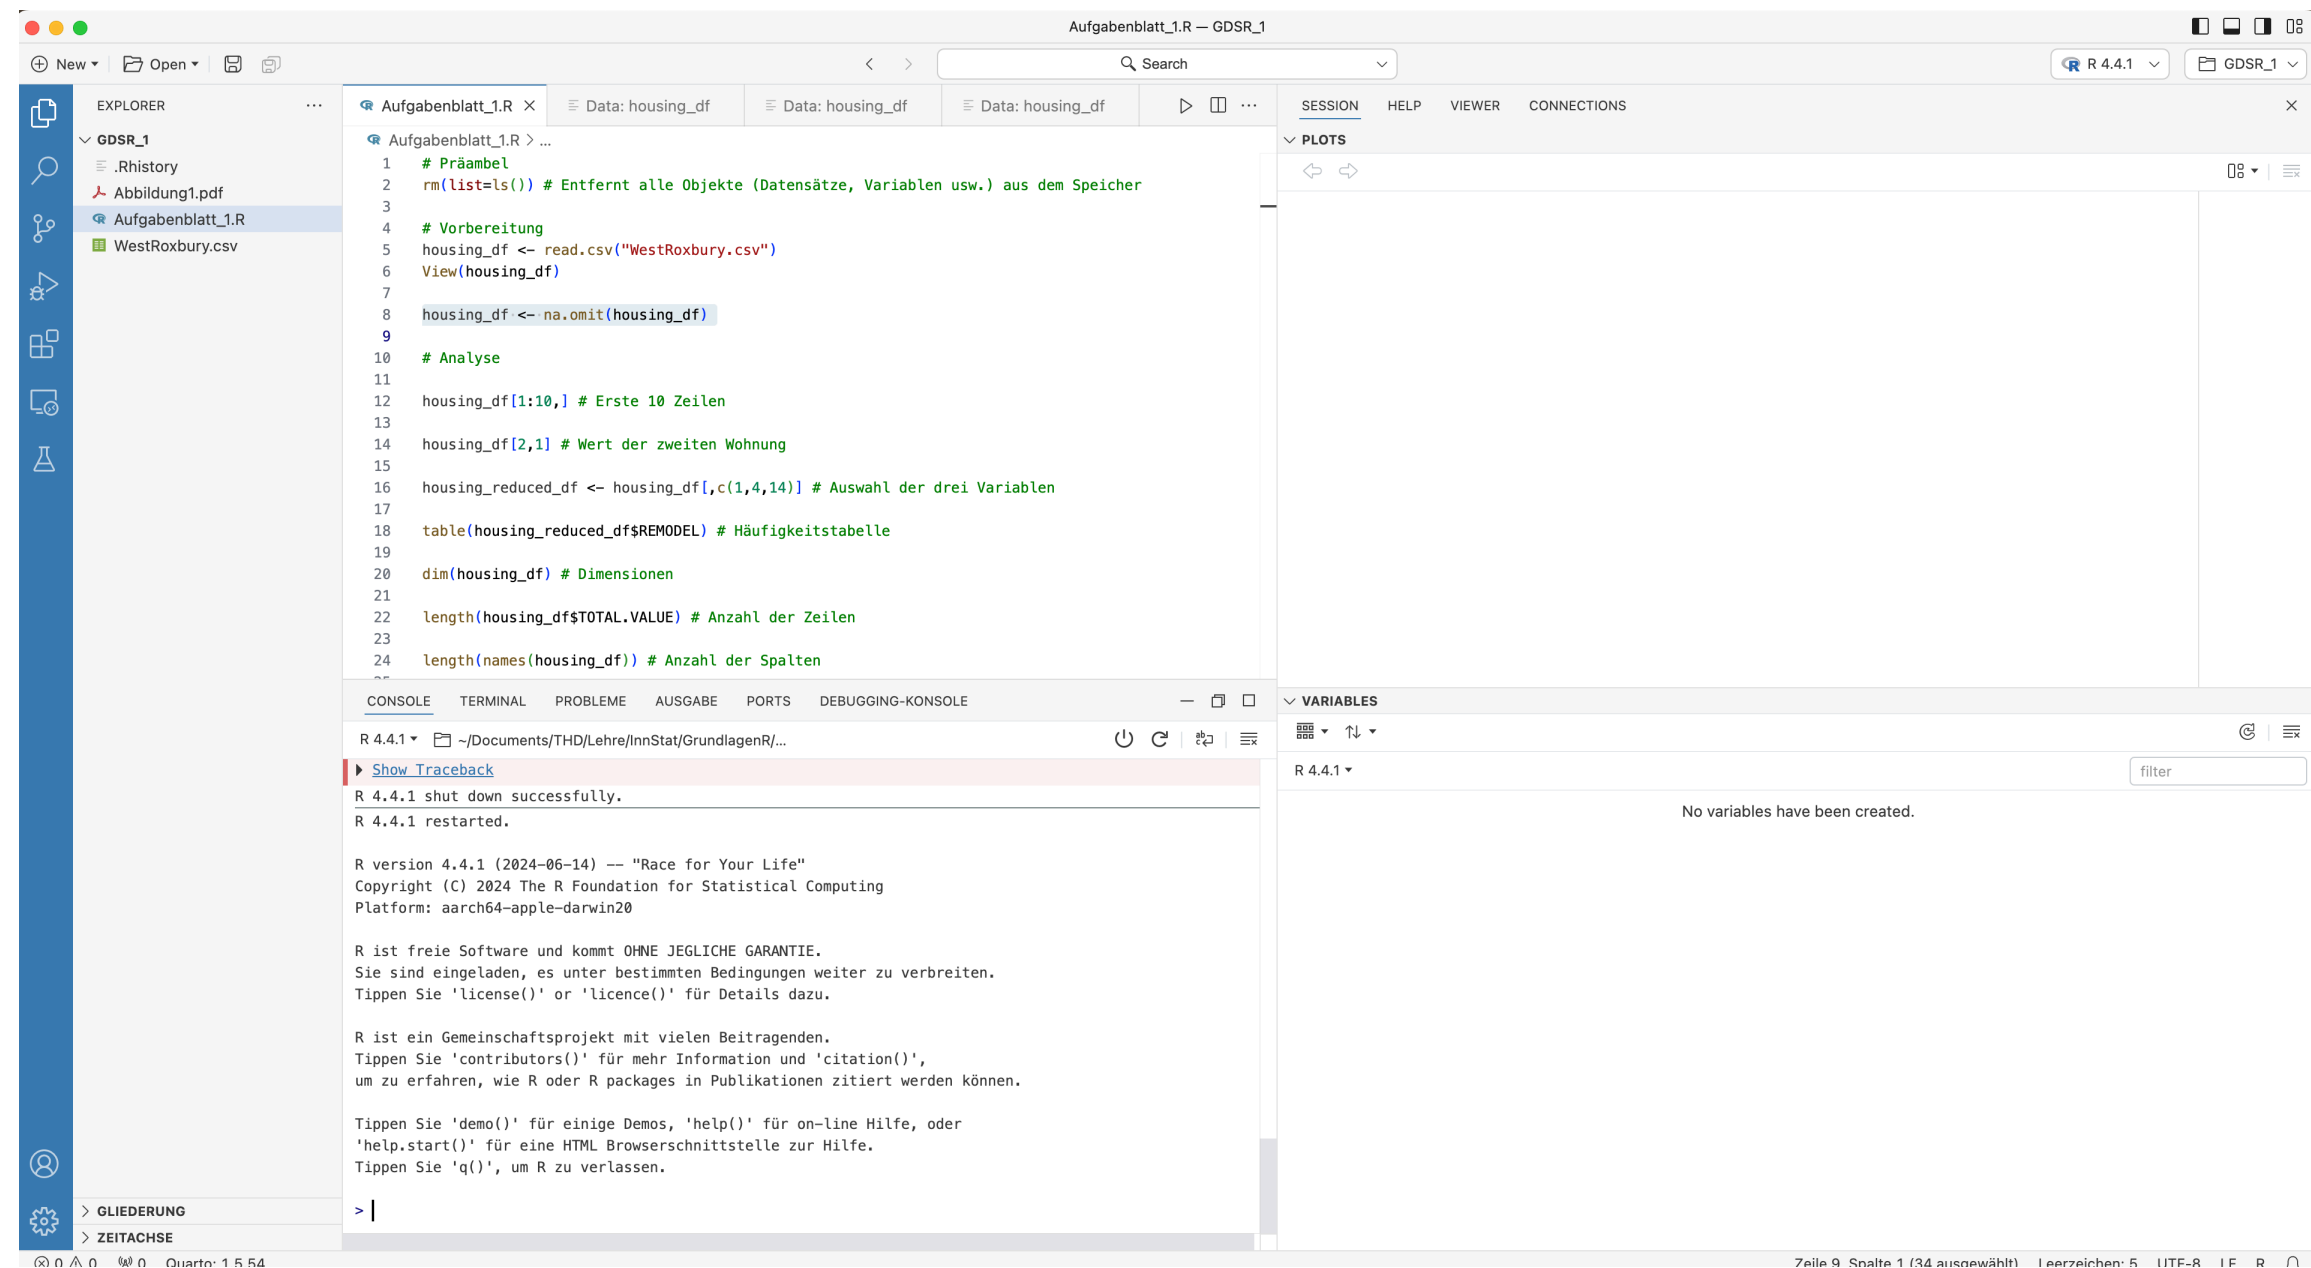 Aufgabenblatt_1.R — GDSR_1
New
Open
Search
R 4.4.1
GDSR_1
EXPLORER
GDSR_1
.Rhistory
Abbildung1.pdf
Aufgabenblatt_1.R
WestRoxbury.csv
GLIEDERUNG
ZEITACHSE
Aufgabenblatt_1.R
Data: housing_df
Data: housing_df
Data: housing_df
Aufgabenblatt_1.R > ...
1 # Präambel
2 rm(list=ls()) # Entfernt alle Objekte (Datensätze, Variablen usw.) aus dem Speicher
3
4 # Vorbereitung
5 housing_df <- read.csv("WestRoxbury.csv")
6 View(housing_df)
7
8 housing_df <- na.omit(housing_df)
9
10 # Analyse
11
12 housing_df[1:10,] # Erste 10 Zeilen
13
14 housing_df[2,1] # Wert der zweiten Wohnung
15
16 housing_reduced_df <- housing_df[,c(1,4,14)] # Auswahl der drei Variablen
17
18 table(housing_reduced_df$REMODEL) # Häufigkeitstabelle
19
20 dim(housing_df) # Dimensionen
21
22 length(housing_df$TOTAL.VALUE) # Anzahl der Zeilen
23
24 length(names(housing_df)) # Anzahl der Spalten
CONSOLE TERMINAL PROBLEME AUSGABE PORTS DEBUGGING-KONSOLE
R 4.4.1 ~/Documents/THD/Lehre/InnStat/GrundlagenR/...
Show Traceback
R 4.4.1 shut down successfully.
R 4.4.1 restarted.
R version 4.4.1 (2024-06-14) -- "Race for Your Life"
Copyright (C) 2024 The R Foundation for Statistical Computing
Platform: aarch64-apple-darwin20
R ist freie Software und kommt OHNE JEGLICHE GARANTIE.
Sie sind eingeladen, es unter bestimmten Bedingungen weiter zu verbreiten.
Tippen Sie 'license()' or 'licence()' für Details dazu.
R ist ein Gemeinschaftsprojekt mit vielen Beitragenden.
Tippen Sie 'contributors()' für mehr Information und 'citation()',
um zu erfahren, wie R oder R packages in Publikationen zitiert werden können.
Tippen Sie 'demo()' für einige Demos, 'help()' für on-line Hilfe, oder
'help.start()' für eine HTML Browserschnittstelle zur Hilfe.
Tippen Sie 'q()', um R zu verlassen.
>
SESSION HELP VIEWER CONNECTIONS
PLOTS
VARIABLES
R 4.4.1
filter
No variables have been created.
0 0 0 Quarto: 1.5.54
Zeile 9, Spalte 1 (34 ausgewählt) Leerzeichen: 5 UTF-8 LF R